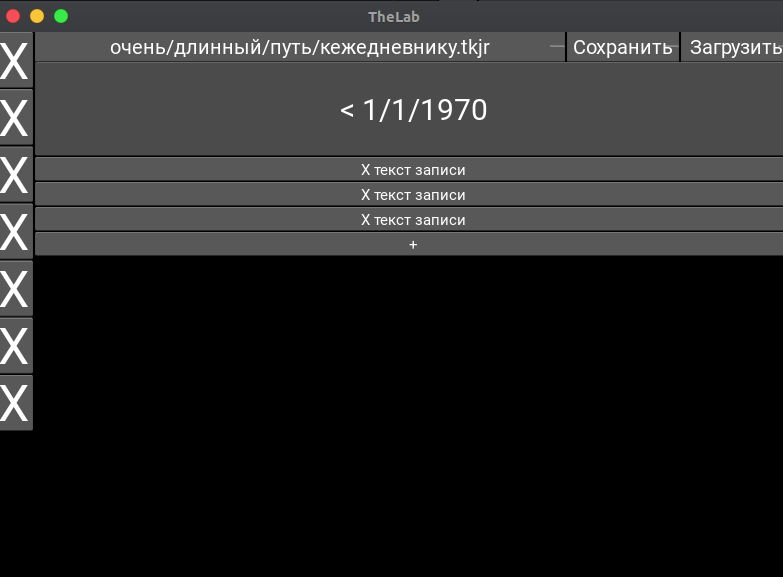 TheLab
очень/длинный/путь/кежедневнику.tkjr Сохранить Загрузить
< 1/1/1970
X текст записи
X текст записи
X текст записи
+
X
X
X
X
X
X
X